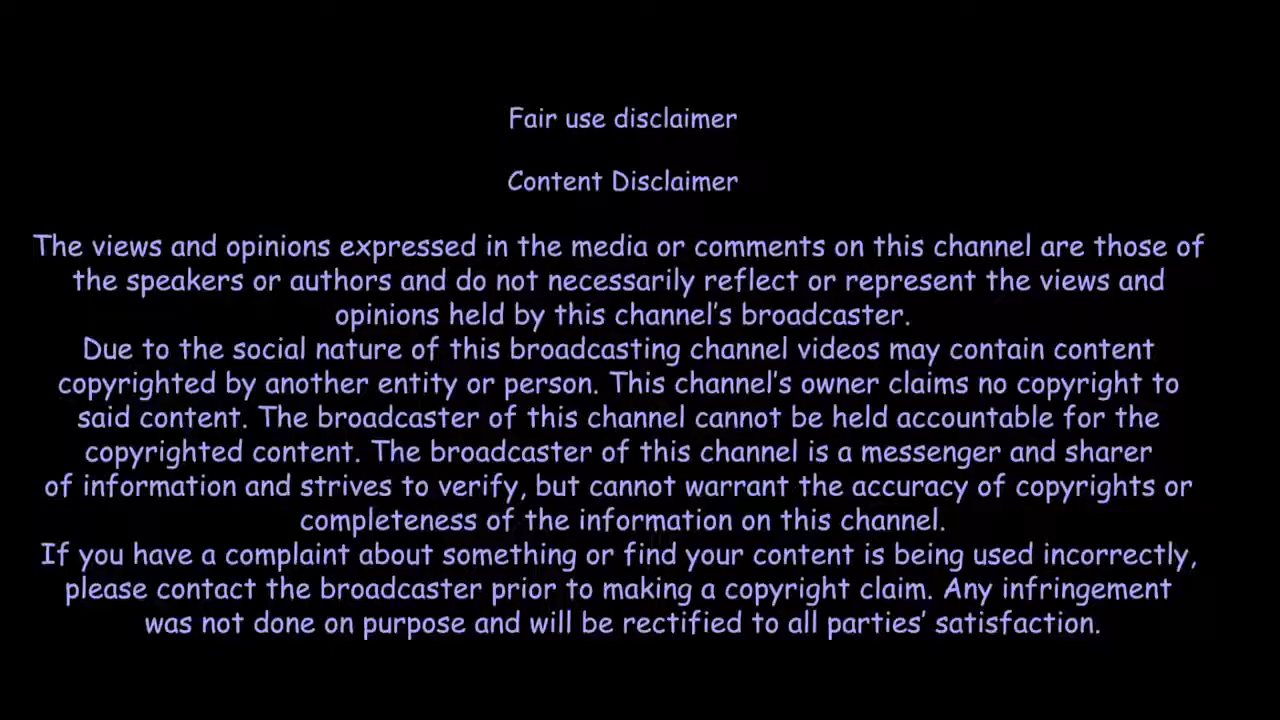 Fair use disclaimer
Content Disclaimer
The views and opinions expressed in the media or comments on this channel are those of
the speakers or authors and do not necessarily reflect or represent the views and
opinions held by this channel’s broadcaster.
Due to the social nature of this broadcasting channel videos may contain content
copyrighted by another entity or person. This channel’s owner claims no copyright to
said content. The broadcaster of this channel cannot be held accountable for the
copyrighted content. The broadcaster of this channel is a messenger and sharer
of information and strives to verify, but cannot warrant the accuracy of copyrights or
completeness of the information on this channel.
If you have a complaint about something or find your content is being used incorrectly,
please contact the broadcaster prior to making a copyright claim. Any infringement
was not done on purpose and will be rectified to all parties’ satisfaction.